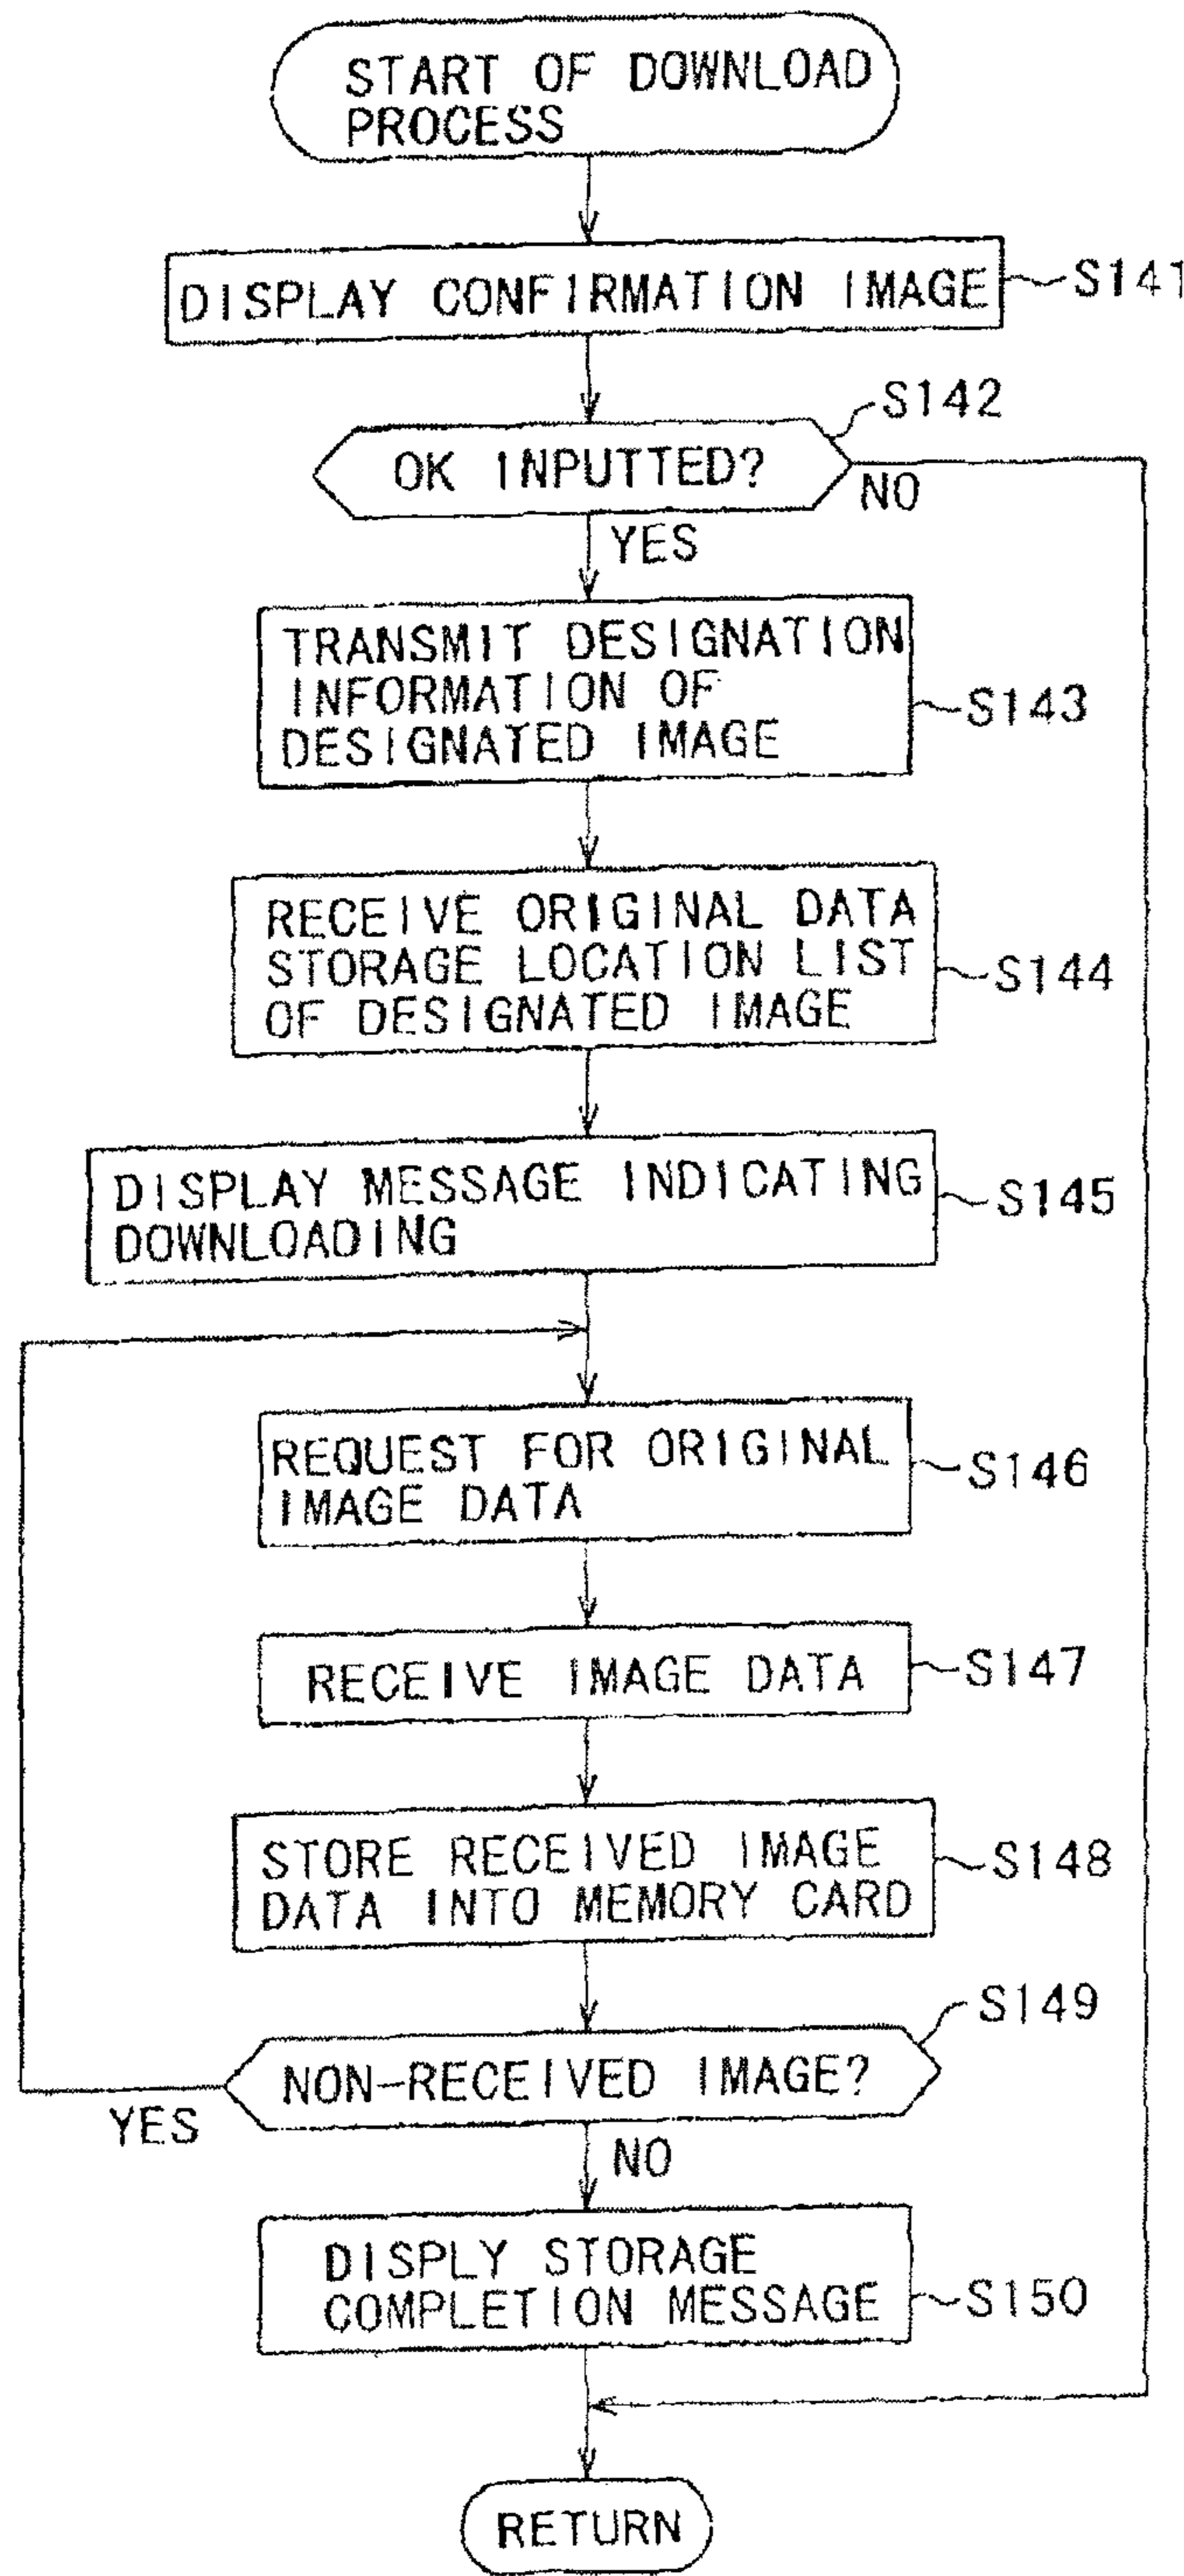 START OF DOWNLOAD
PROCESS
DISPLAY CONFIRMATION IMAGE
S141
S142
OK INPUTTED?
NO
YES
TRANSMIT DESIGNATION
INFORMATION OF
DESIGNATED IMAGE
S143
RECEIVE ORIGINAL DATA
STORAGE LOCATION LIST
OF DESIGNATED IMAGE
S144
DISPLAY MESSAGE INDICATING
DOWNLOADING
S145
REQUEST FOR ORIGINAL
IMAGE DATA
S146
RECEIVE IMAGE DATA
S147
STORE RECEIVED IMAGE
DATA INTO MEMORY CARD
S148
S149
NON-RECEIVED IMAGE?
YES
NO
DISPLY STORAGE
COMPLETION MESSAGE
S150
RETURN